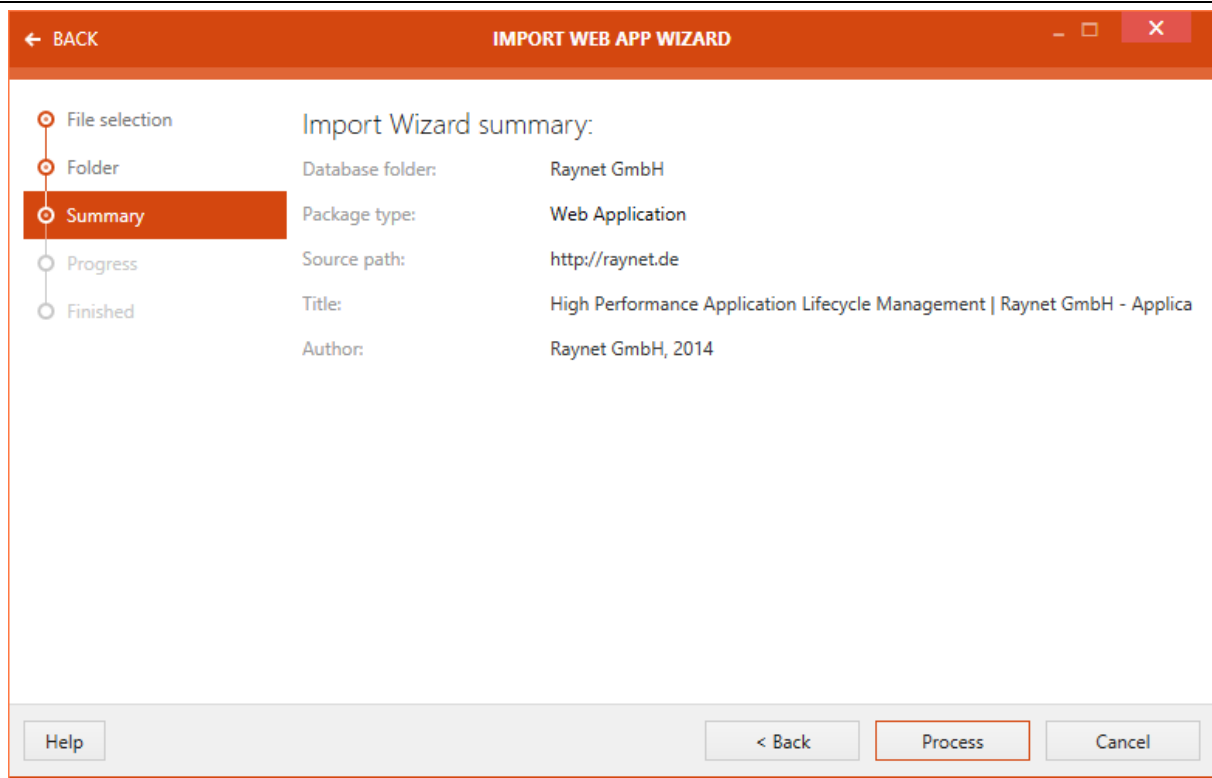 ← BACK IMPORT WEB APP WIZARD
File selection
Folder
Summary
Progress
Finished
Import Wizard summary:
Database folder: Raynet GmbH
Package type: Web Application
Source path: http://raynet.de
Title: High Performance Application Lifecycle Management | Raynet GmbH - Applica
Author: Raynet GmbH, 2014
Help < Back Process Cancel